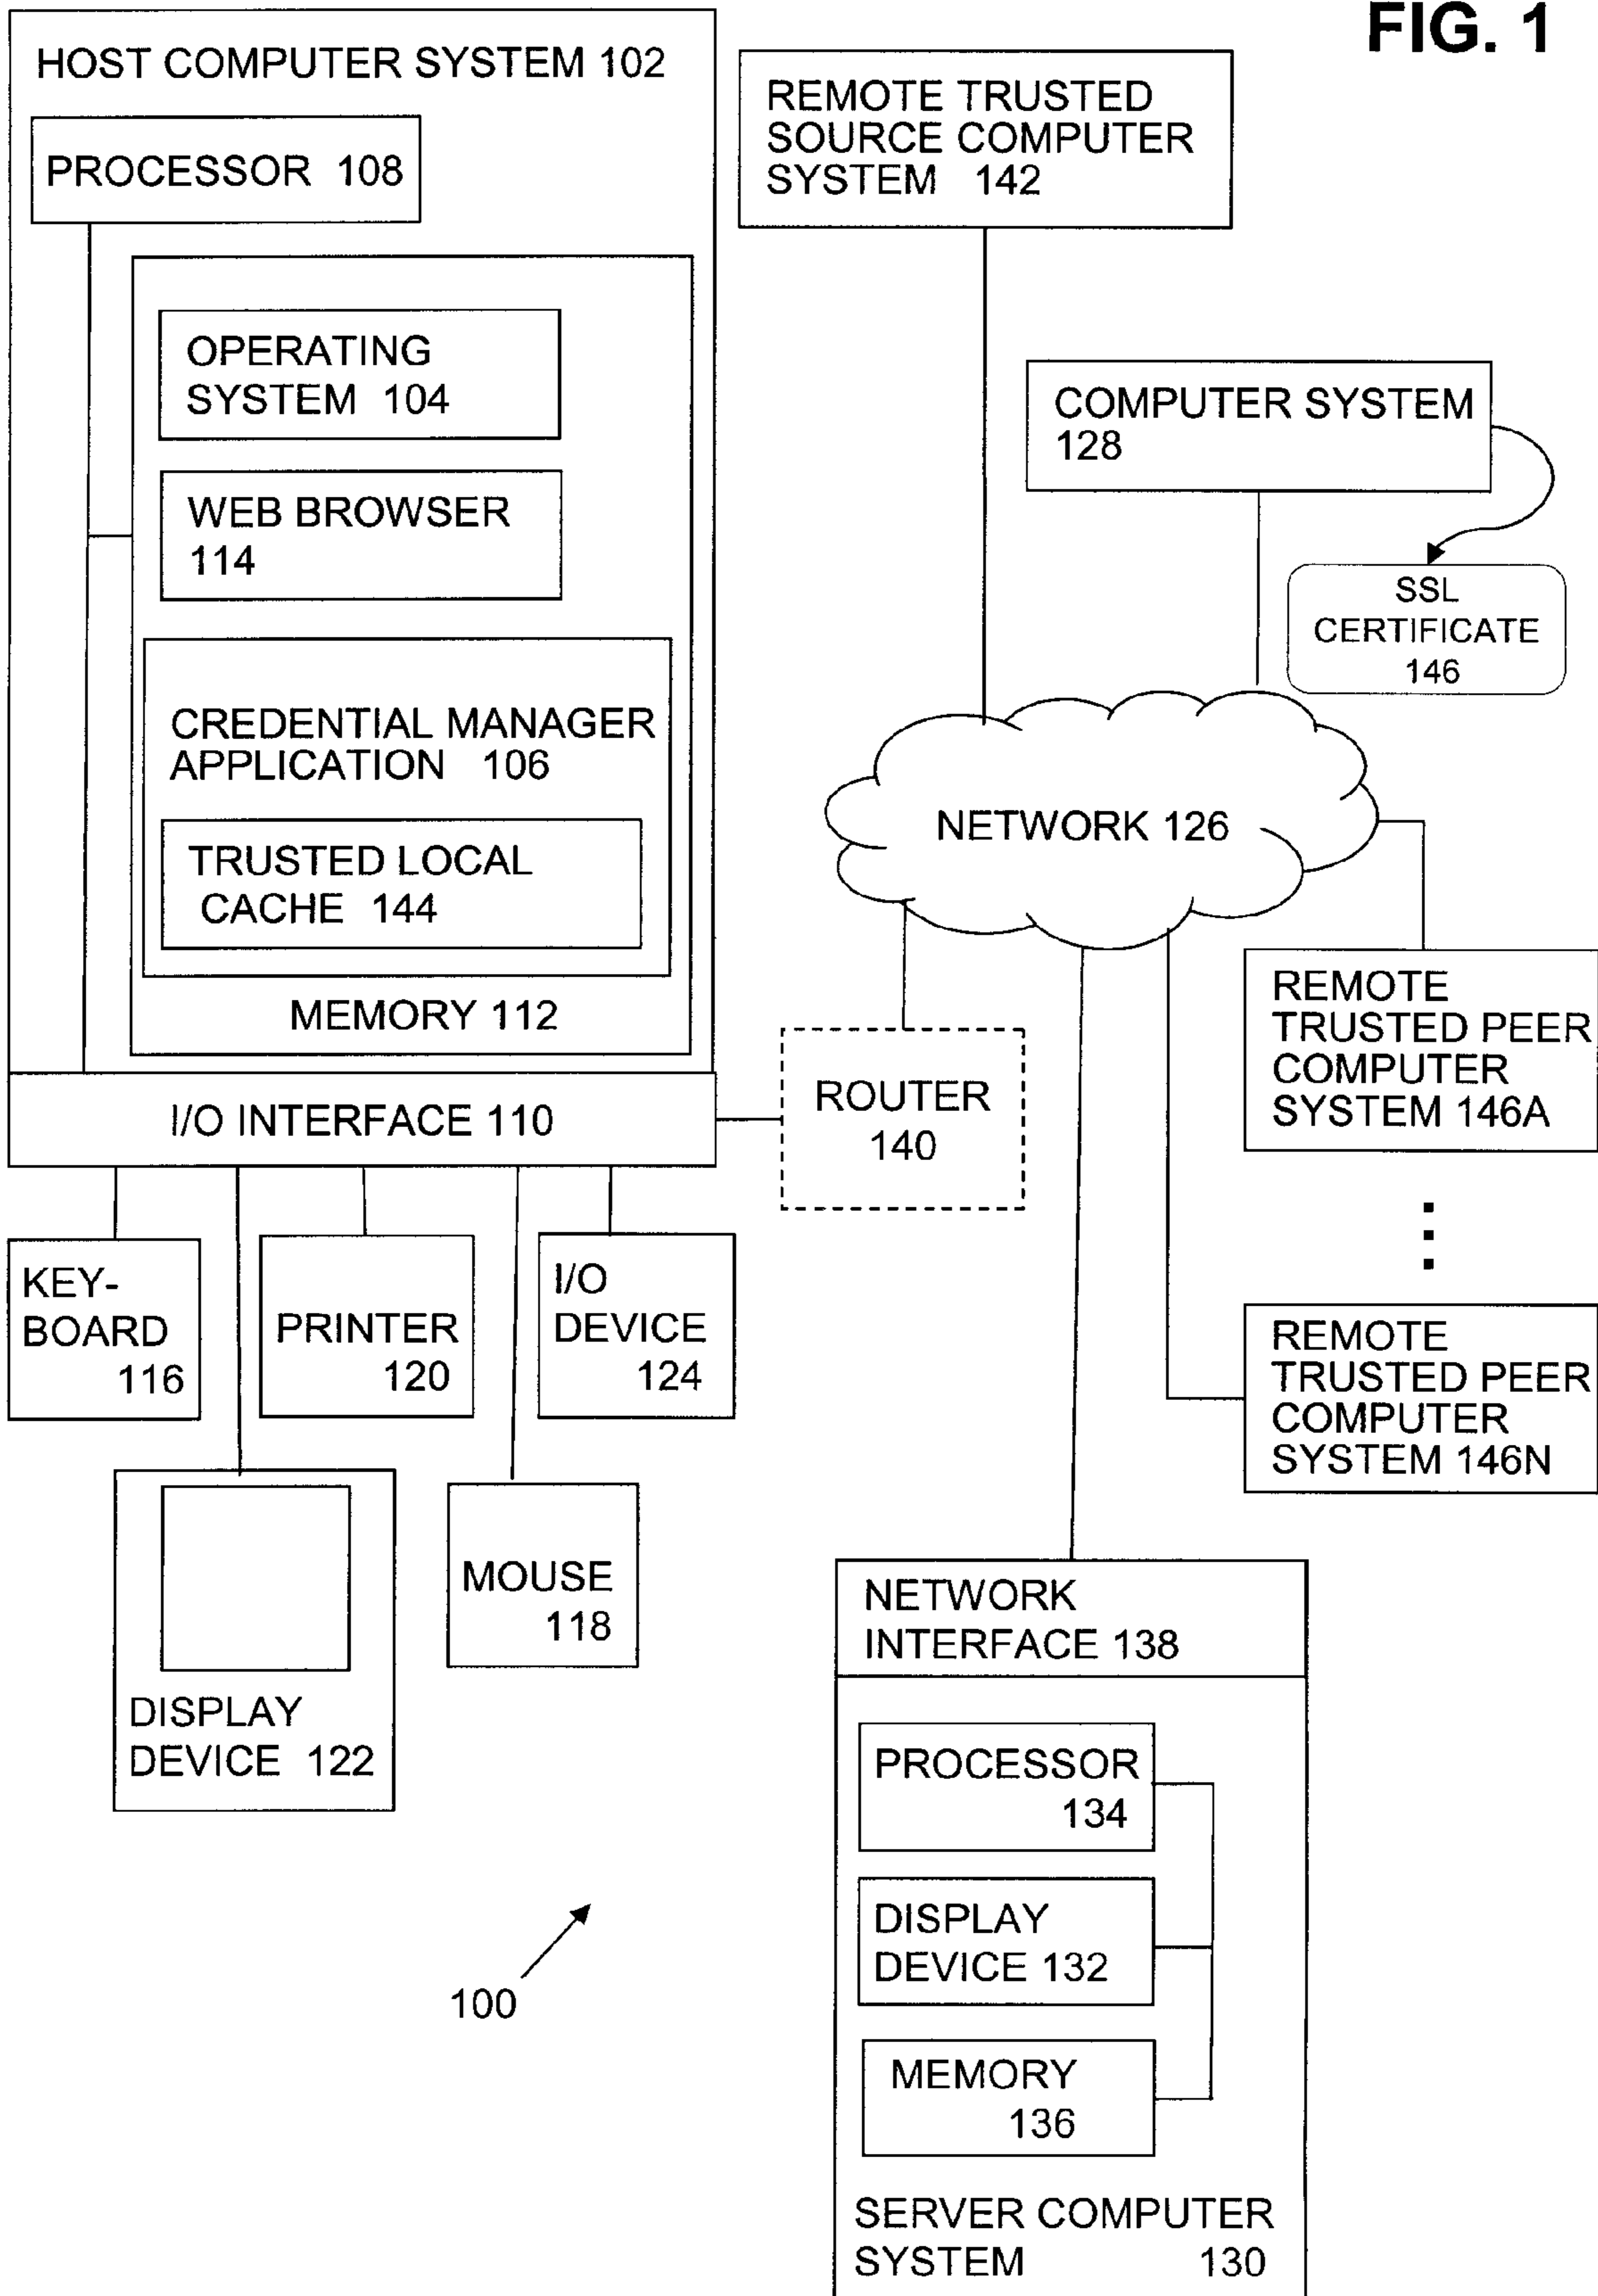 FIG. 1
HOST COMPUTER SYSTEM 102
PROCESSOR 108
OPERATING
SYSTEM 104
WEB BROWSER
114
CREDENTIAL MANAGER
APPLICATION 106
TRUSTED LOCAL
CACHE 144
MEMORY 112
I/O INTERFACE 110
KEY-
BOARD
116
PRINTER
120
I/O
DEVICE
124
DISPLAY
DEVICE 122
MOUSE
118
REMOTE TRUSTED
SOURCE COMPUTER
SYSTEM 142
COMPUTER SYSTEM
128
SSL
CERTIFICATE
146
NETWORK 126
ROUTER
140
REMOTE
TRUSTED PEER
COMPUTER
SYSTEM 146A
REMOTE
TRUSTED PEER
COMPUTER
SYSTEM 146N
NETWORK
INTERFACE 138
PROCESSOR
134
DISPLAY
DEVICE 132
MEMORY
136
SERVER COMPUTER
SYSTEM 130
100